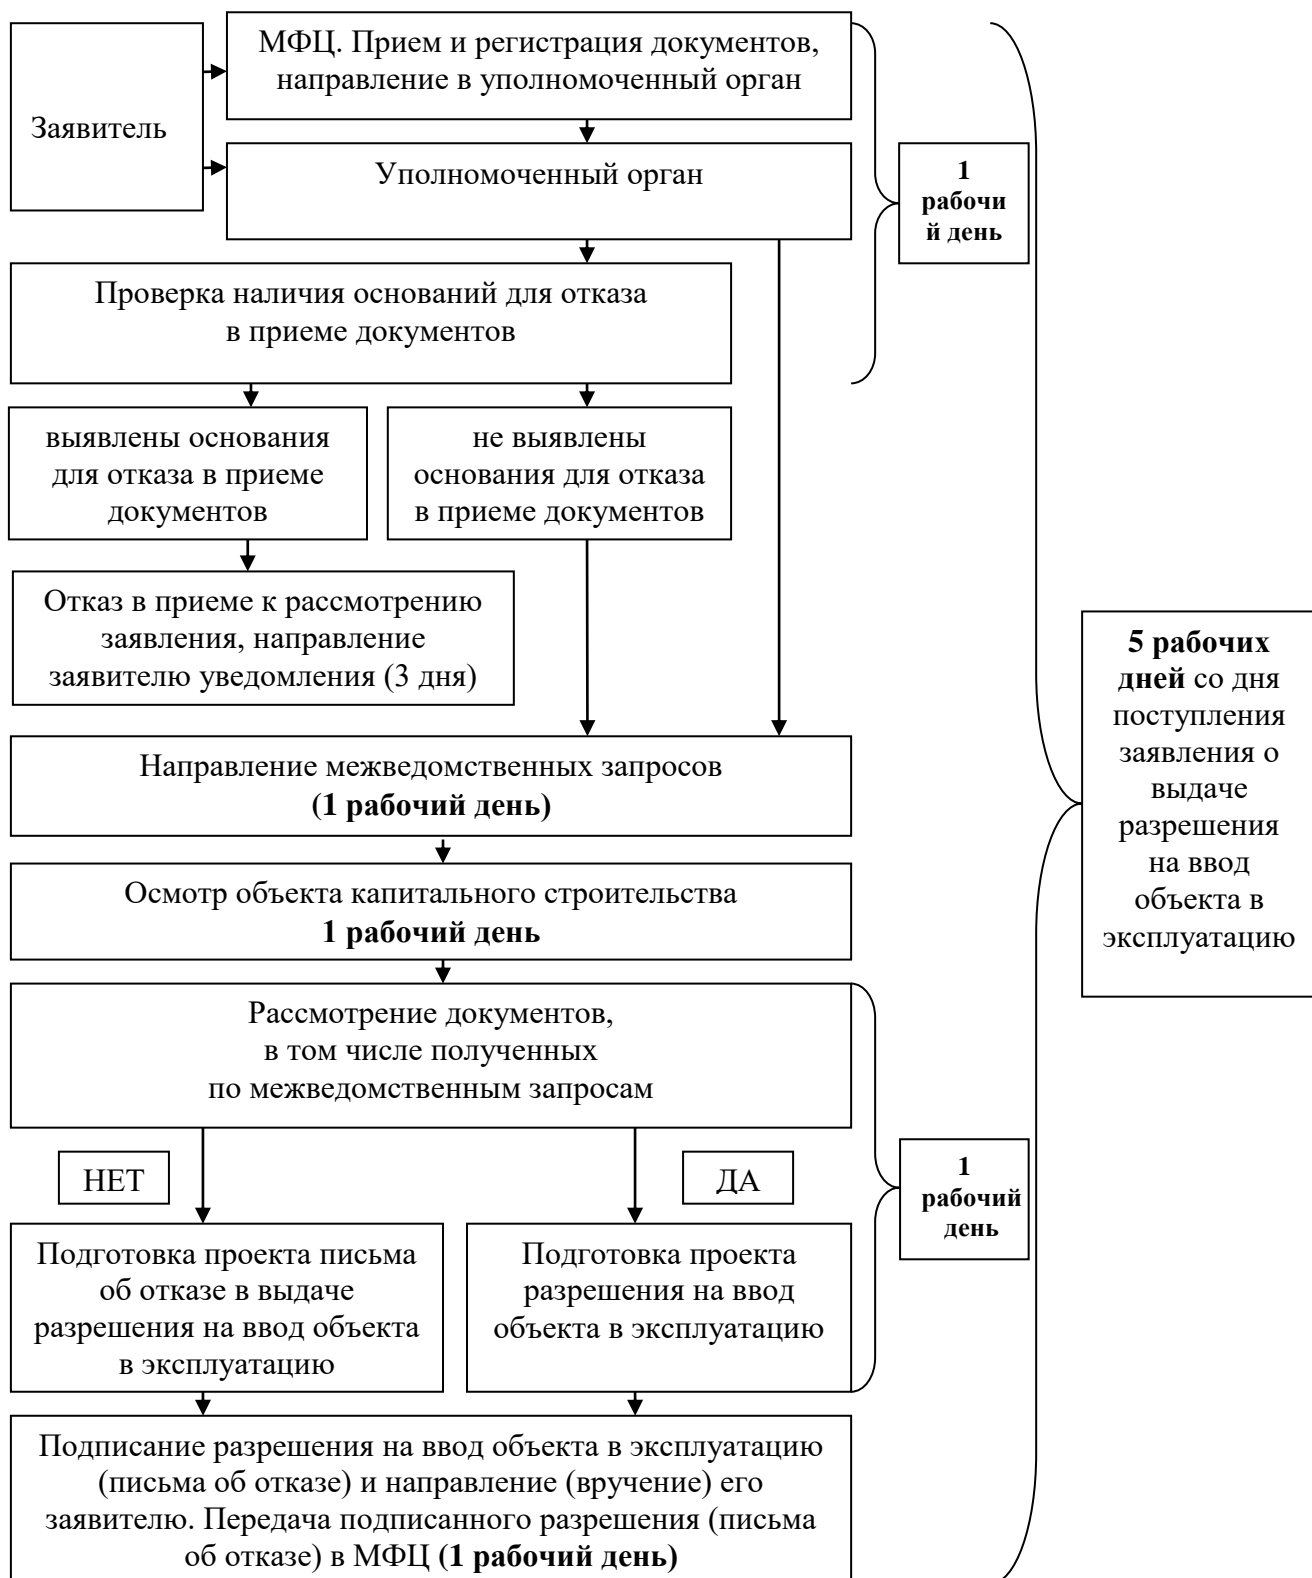 МФЦ. Прием и регистрация документов,
направление в уполномоченный орган
Заявитель
Уполномоченный орган
1
рабочи
й день
Проверка наличия оснований для отказа
в приеме документов
выявлены основания
для отказа в приеме
документов
не выявлены
основания для отказа
в приеме документов
Отказ в приеме к рассмотрению
заявления, направление
заявителю уведомления (3 дня)
5 рабочих
дней со дня
поступления
заявления о
выдаче
разрешения
на ввод
объекта в
эксплуатацию
Направление межведомственных запросов
(1 рабочий день)
Осмотр объекта капитального строительства
1 рабочий день
Рассмотрение документов,
в том числе полученных
по межведомственным запросам
НЕТ
ДА
1
рабочий
день
Подготовка проекта письма
об отказе в выдаче
разрешения на ввод объекта
в эксплуатацию
Подготовка проекта
разрешения на ввод
объекта в эксплуатацию
Подписание разрешения на ввод объекта в эксплуатацию
(письма об отказе) и направление (вручение) его
заявителю. Передача подписанного разрешения (письма
об отказе) в МФЦ (1 рабочий день)